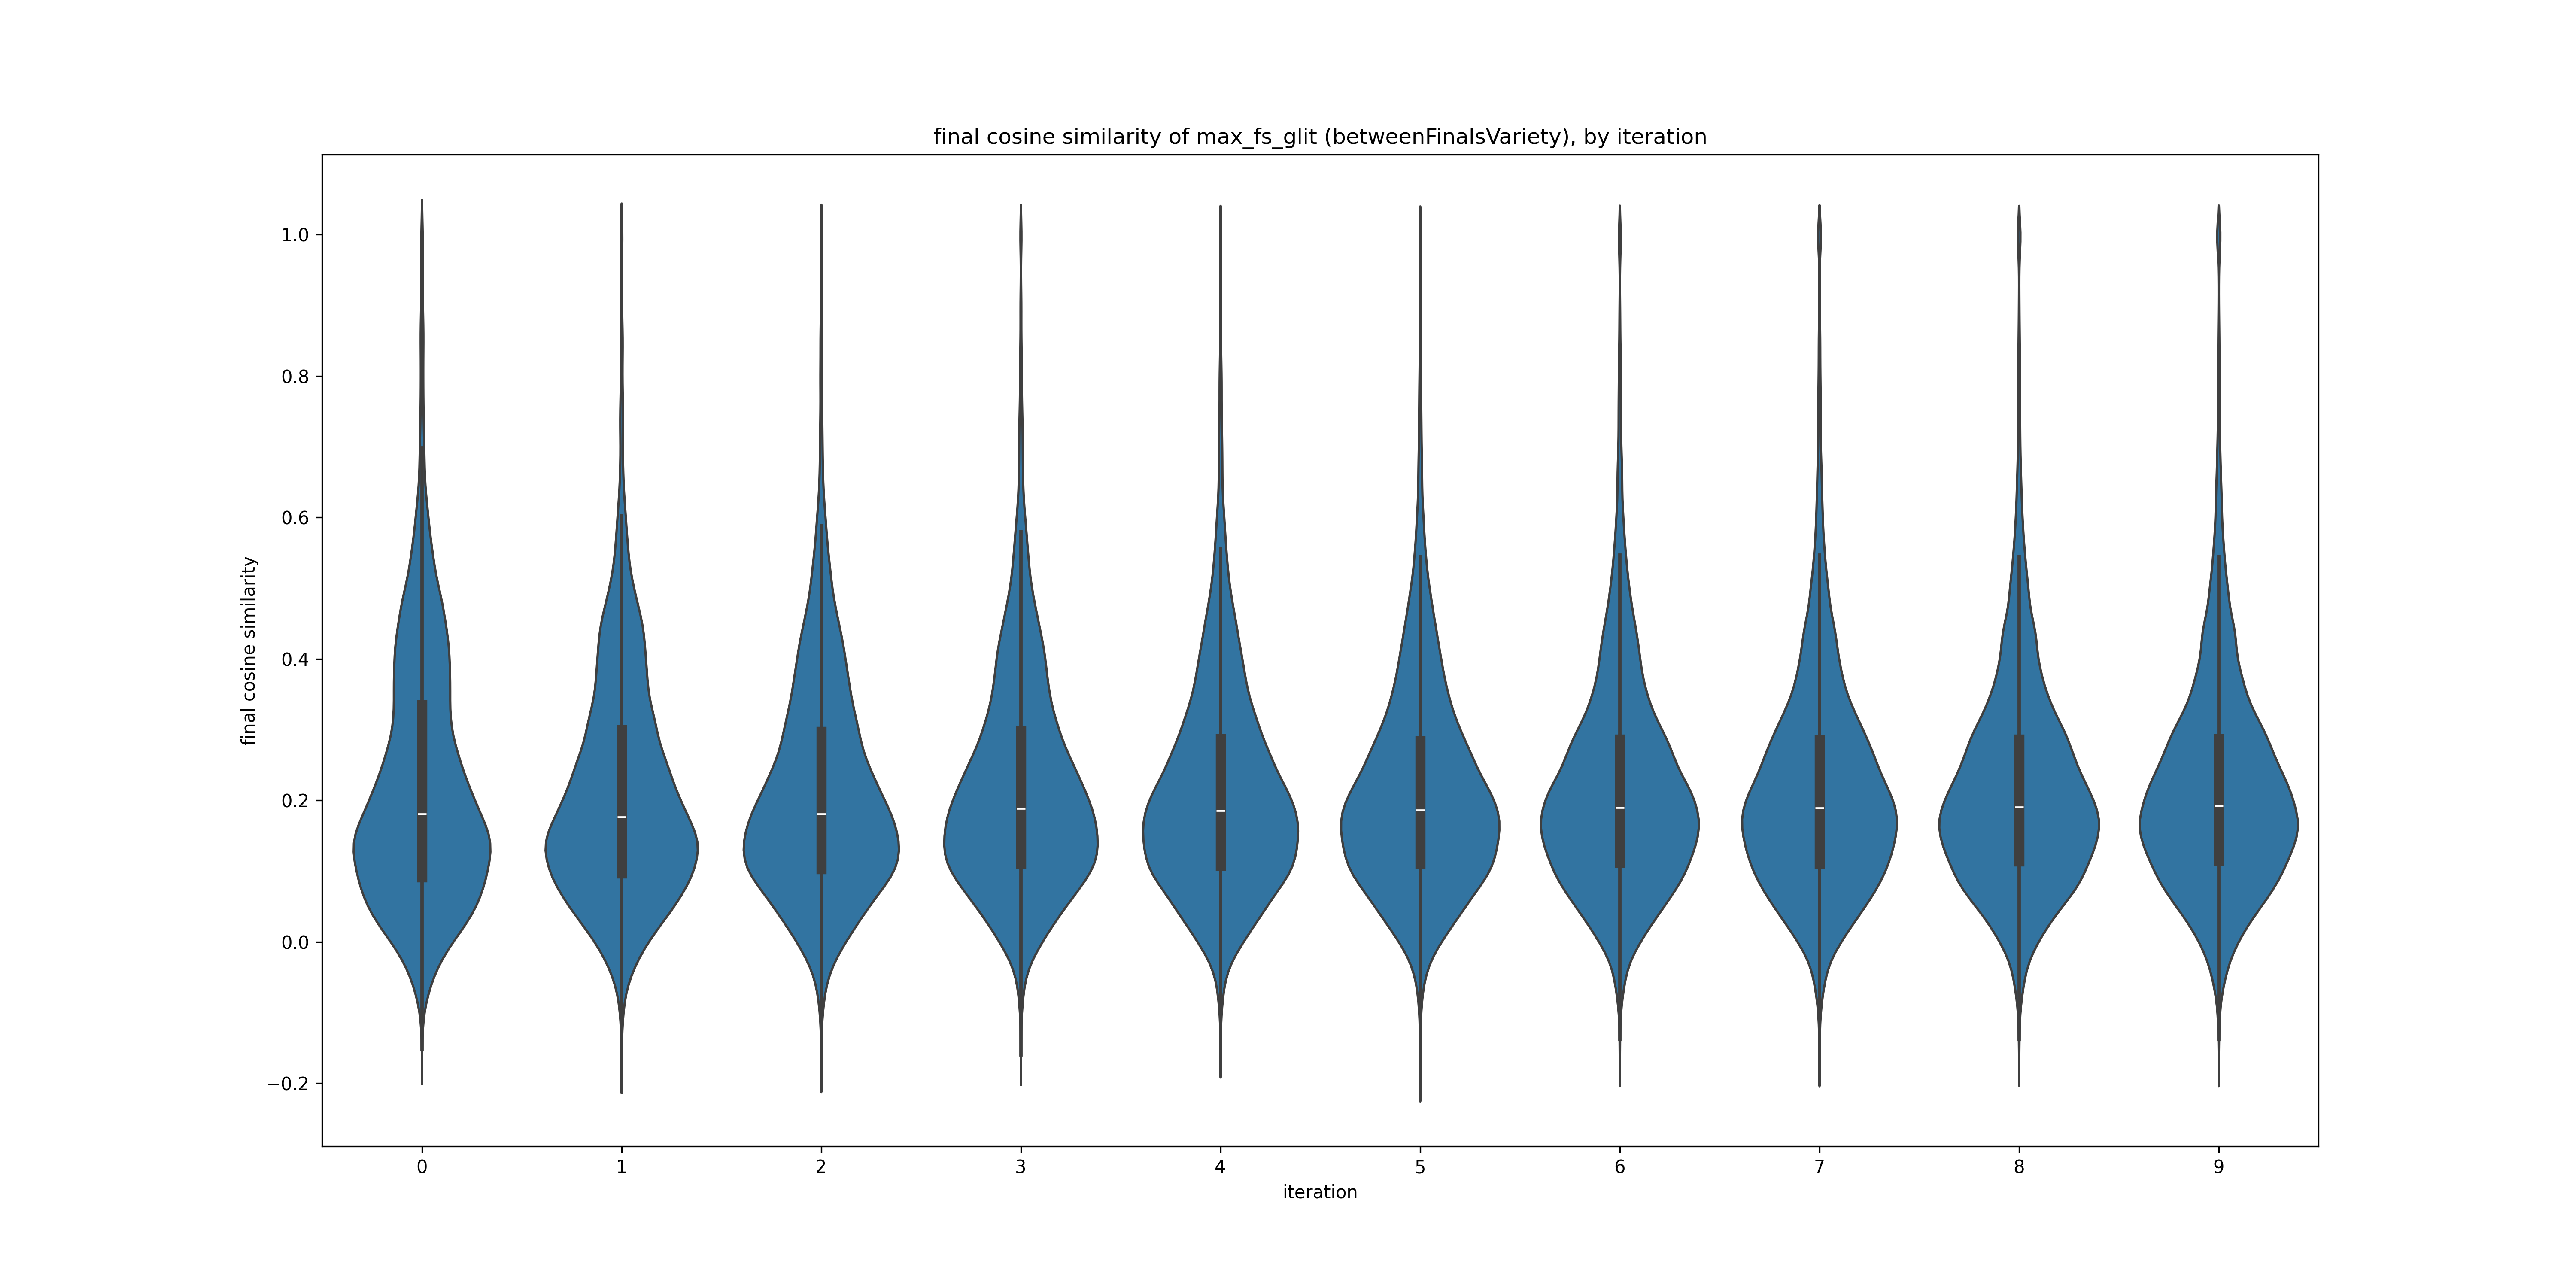 final cosine similarity of max_fs_glit (betweenFinalsVariety), by iteration
1.0
0.8
0.6
0.4
0.2
0.0
−0.2
final cosine similarity
0 1 2 3 4 5 6 7 8 9
iteration